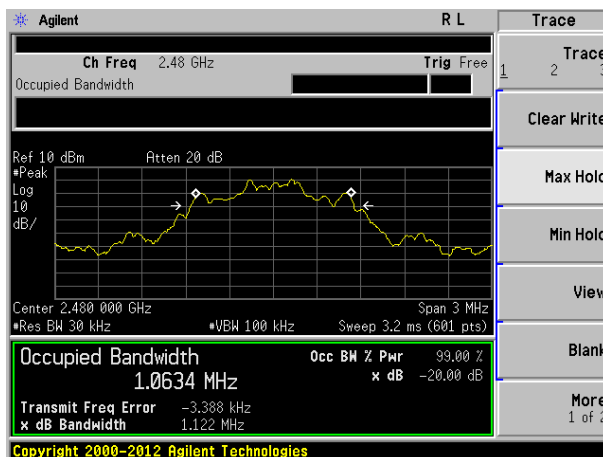 Agilent R L Trace
Ch Freq 2.48 GHz Trig Free
Occupied Bandwidth
Trace
1 2 3
Clear Write
Max Hold
Min Hold
View
Blank
More
1 of 2
Ref 10 dBm Atten 20 dB
#Peak
Log
10
dB/
Center 2.480 000 GHz Span 3 MHz
#Res BW 30 kHz #VBW 100 kHz Sweep 3.2 ms (601 pts)
Occupied Bandwidth Occ BW % Pwr 99.00 %
1.0634 MHz x dB -20.00 dB
Transmit Freq Error -3.388 kHz
x dB Bandwidth 1.122 MHz
Copyright 2000-2012 Agilent Technologies